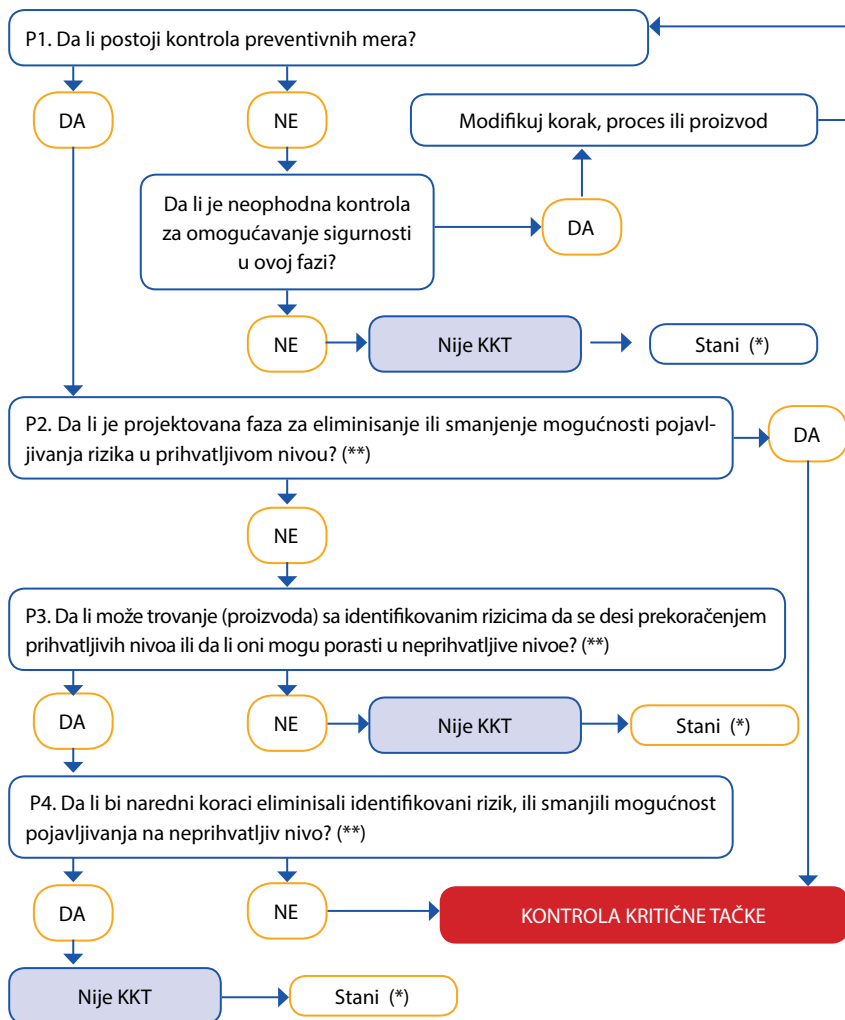 P1. Da li postoji kontrola preventivnih mera?
DA
NE
Modifikuj korak, proces ili proizvod
Da li je neophodna kontrola
za omogućavanje sigurnosti
u ovoj fazi?
DA
NE
Nije KKT
Stani (*)
P2. Da li je projektovana faza za eliminisanje ili smanjenje mogućnosti pojavl-
jivanja rizika u prihvatljivom nivou? (**)
DA
NE
P3. Da li može trovanje (proizvoda) sa identifikovanim rizicima da se desi prekoračenjem
prihvatljivih nivoa ili da li oni mogu porasti u neprihvatljive nivoe? (**)
DA
NE
Nije KKT
Stani (*)
P4. Da li bi naredni koraci eliminisali identifikovani rizik, ili smanjili mogućnost
pojavljivanja na neprihvatljiv nivo? (**)
DA
NE
KONTROLA KRITIČNE TAČKE
Nije KKT
Stani (*)